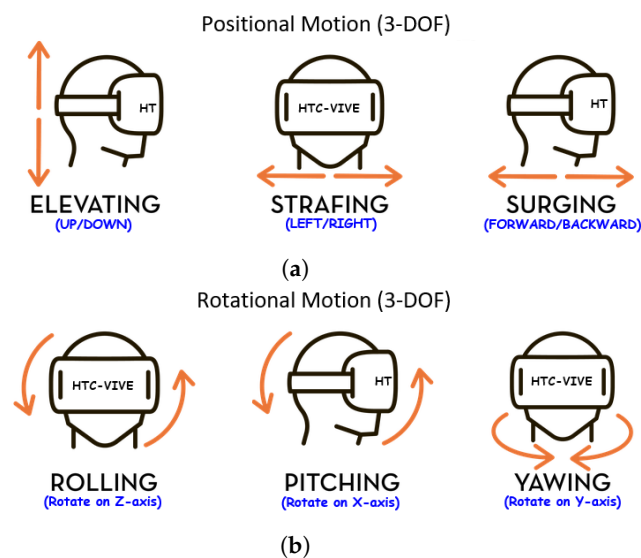 Positional Motion (3-DOF)
HT
HTC-VIVE
HT
ELEVATING
(UP/DOWN)
STRAFING
(LEFT/RIGHT)
SURGING
(FORWARD/BACKWARD)
(a)
Rotational Motion (3-DOF)
HTC-VIVE
HT
HTC-VIVE
ROLLING
(Rotate on Z-axis)
PITCHING
(Rotate on X-axis)
YAWING
(Rotate on Y-axis)
(b)